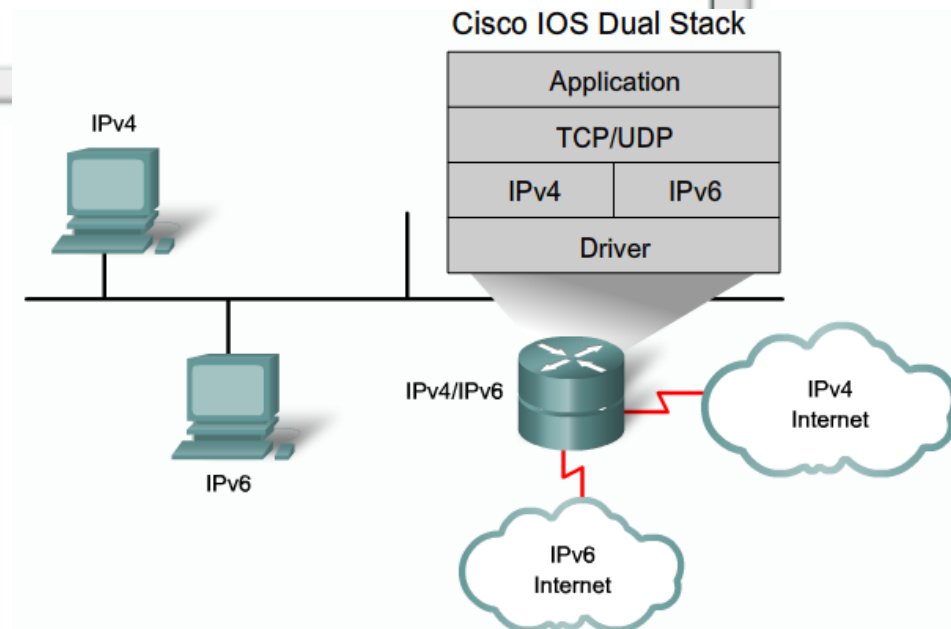 Cisco IOS Dual Stack
Application
TCP/UDP
IPv4
IPv6
Driver
IPv4
IPv6
IPv4/IPv6
IPv4
Internet
IPv6
Internet